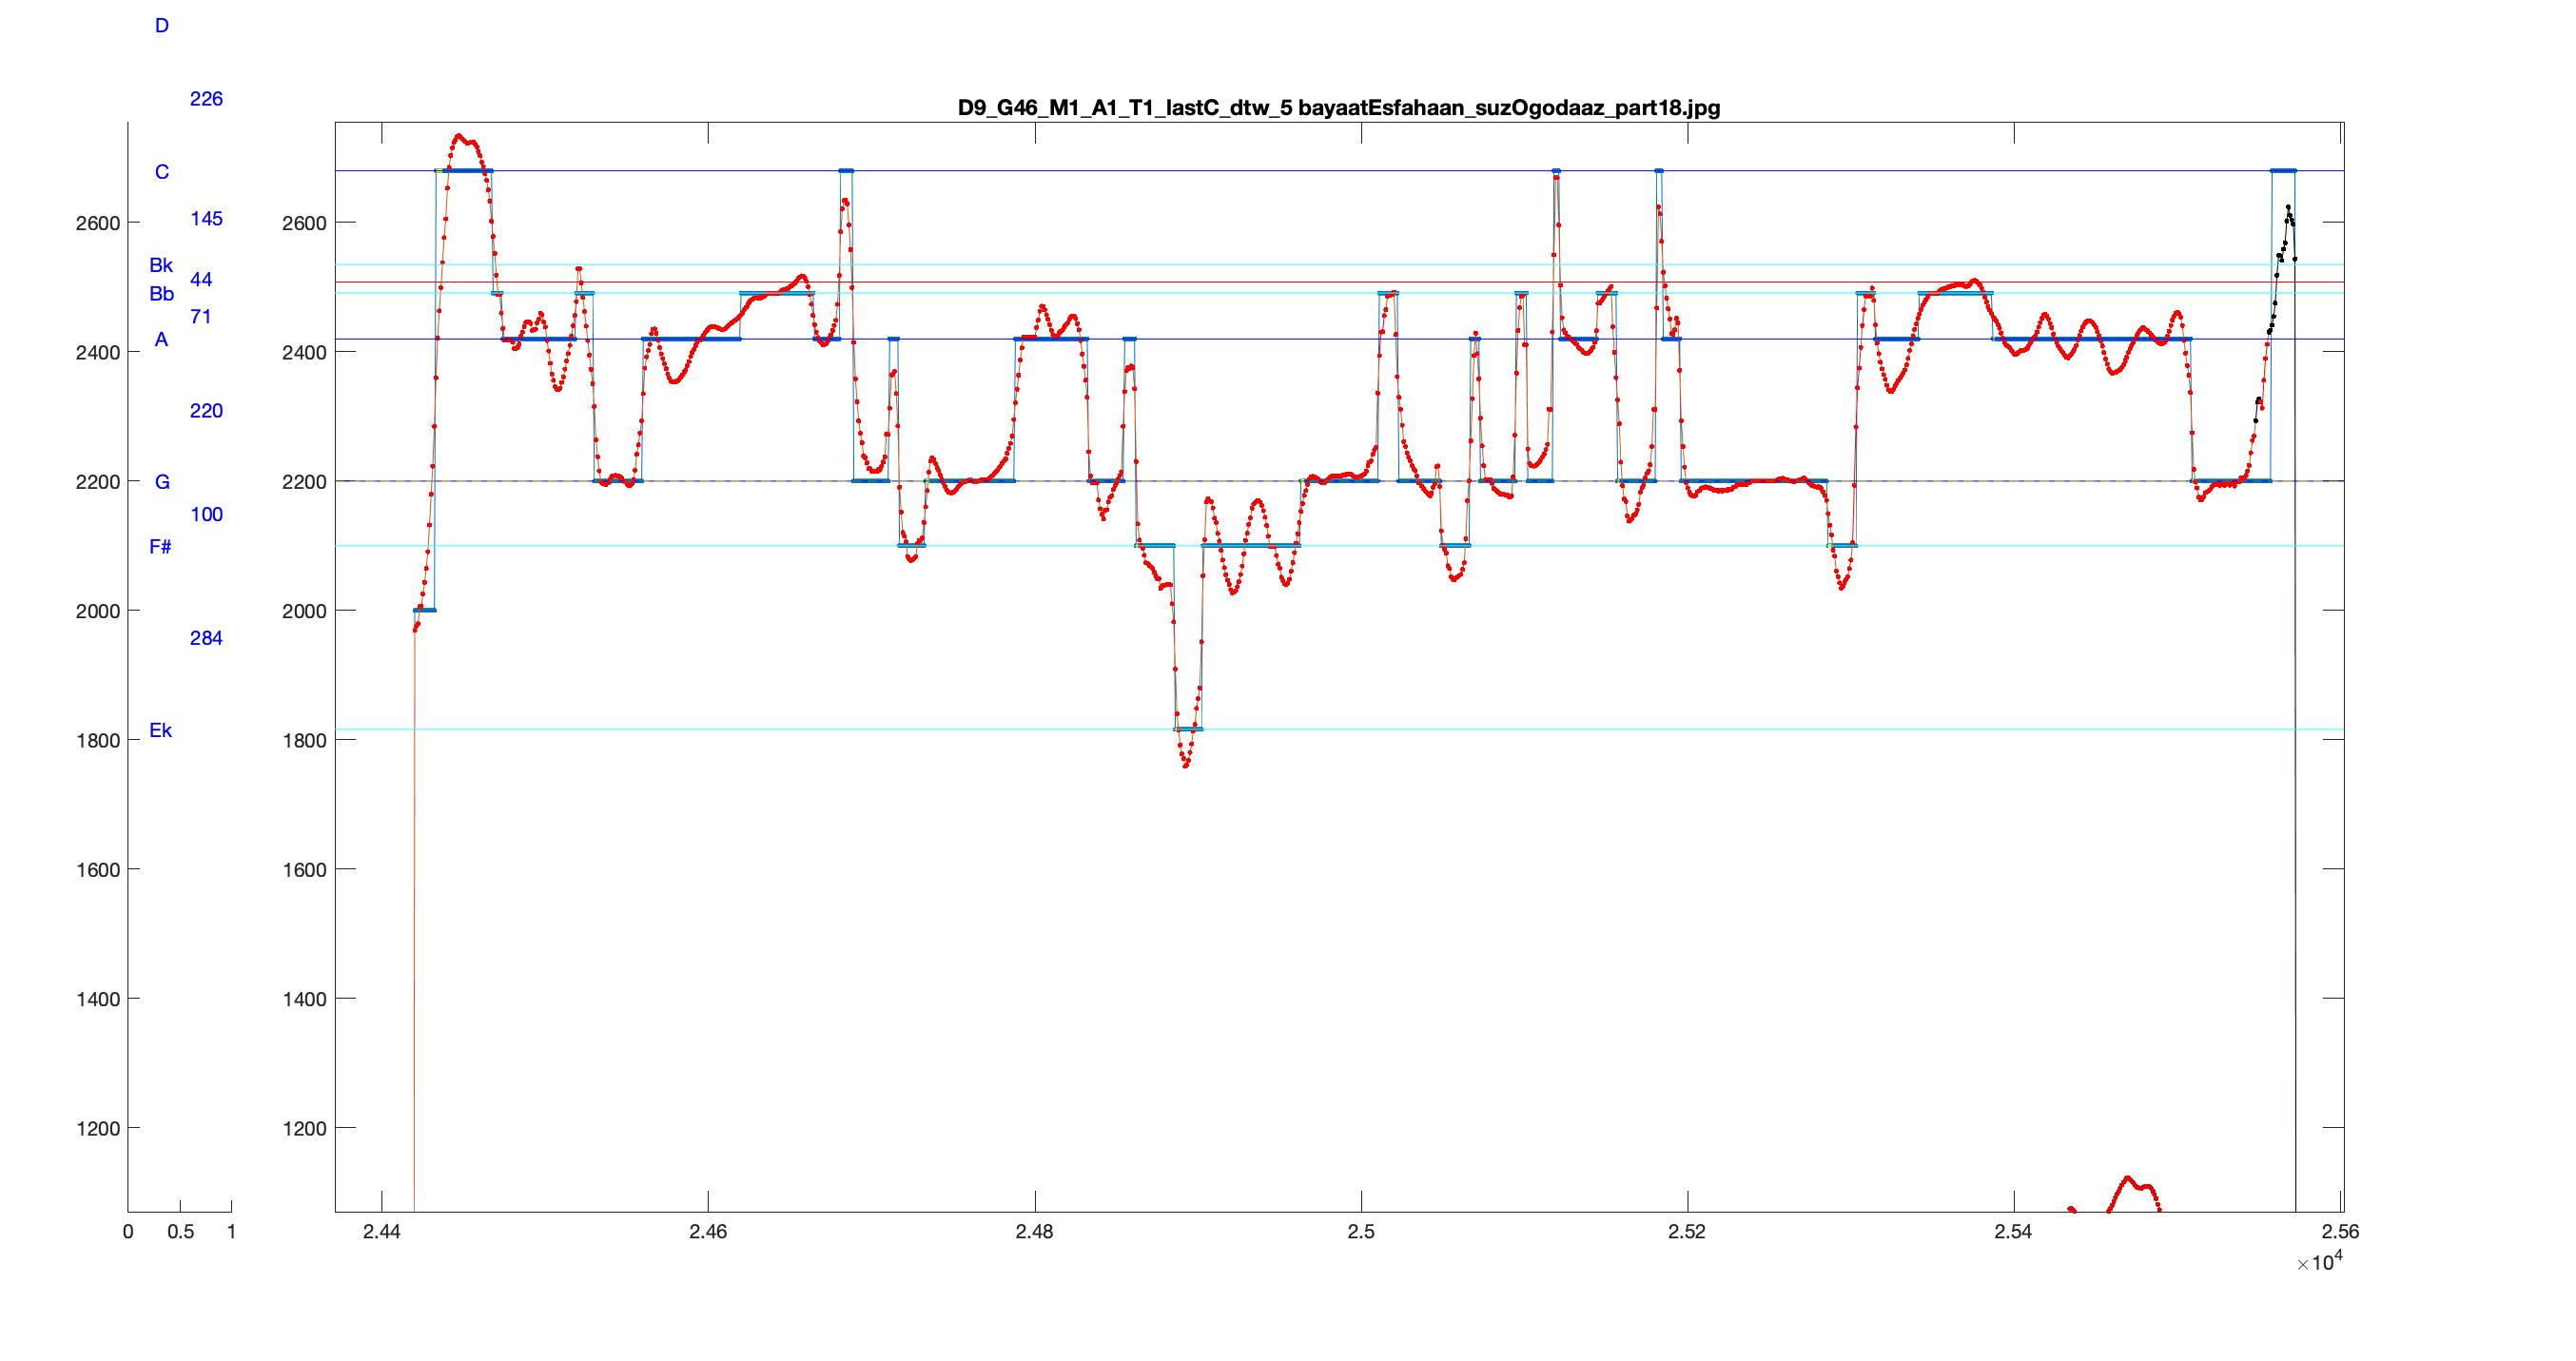 D
226
D9_G46_M1_A1_T1_lastC_dtw_5 bayaatEsfahaan_suzOgodaaz_part18.jpg
C
2600 145 2600
Bk
44
Bb
71
A
2400 2400
220
2200 G 2200
100
F#
2000 2000
284
Ek
1800 1800
1600 1600
1400 1400
1200 1200
0 0.5 1 2.44 2.46 2.48 2.5 2.52 2.54 2.56
×10⁴